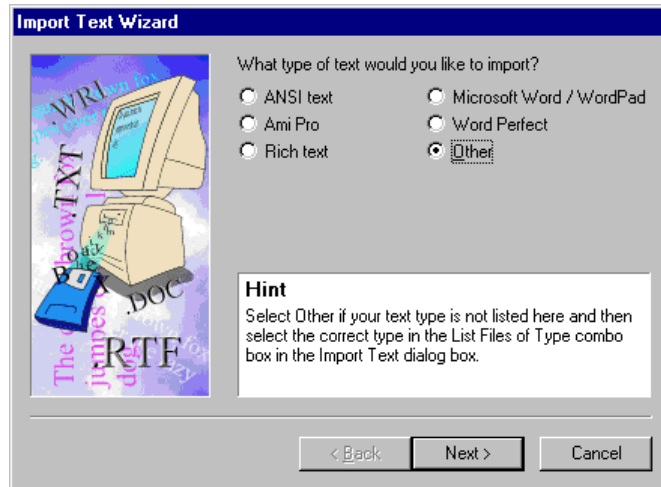 Import Text Wizard
What type of text would you like to import?
ANSI text
Microsoft Word / WordPad
Ami Pro
Word Perfect
Rich text
Other
.WRI
.TXT
.DOC
.RTF
Hint
Select Other if your text type is not listed here and then
select the correct type in the List Files of Type combo
box in the Import Text dialog box.
< Back
Next >
Cancel